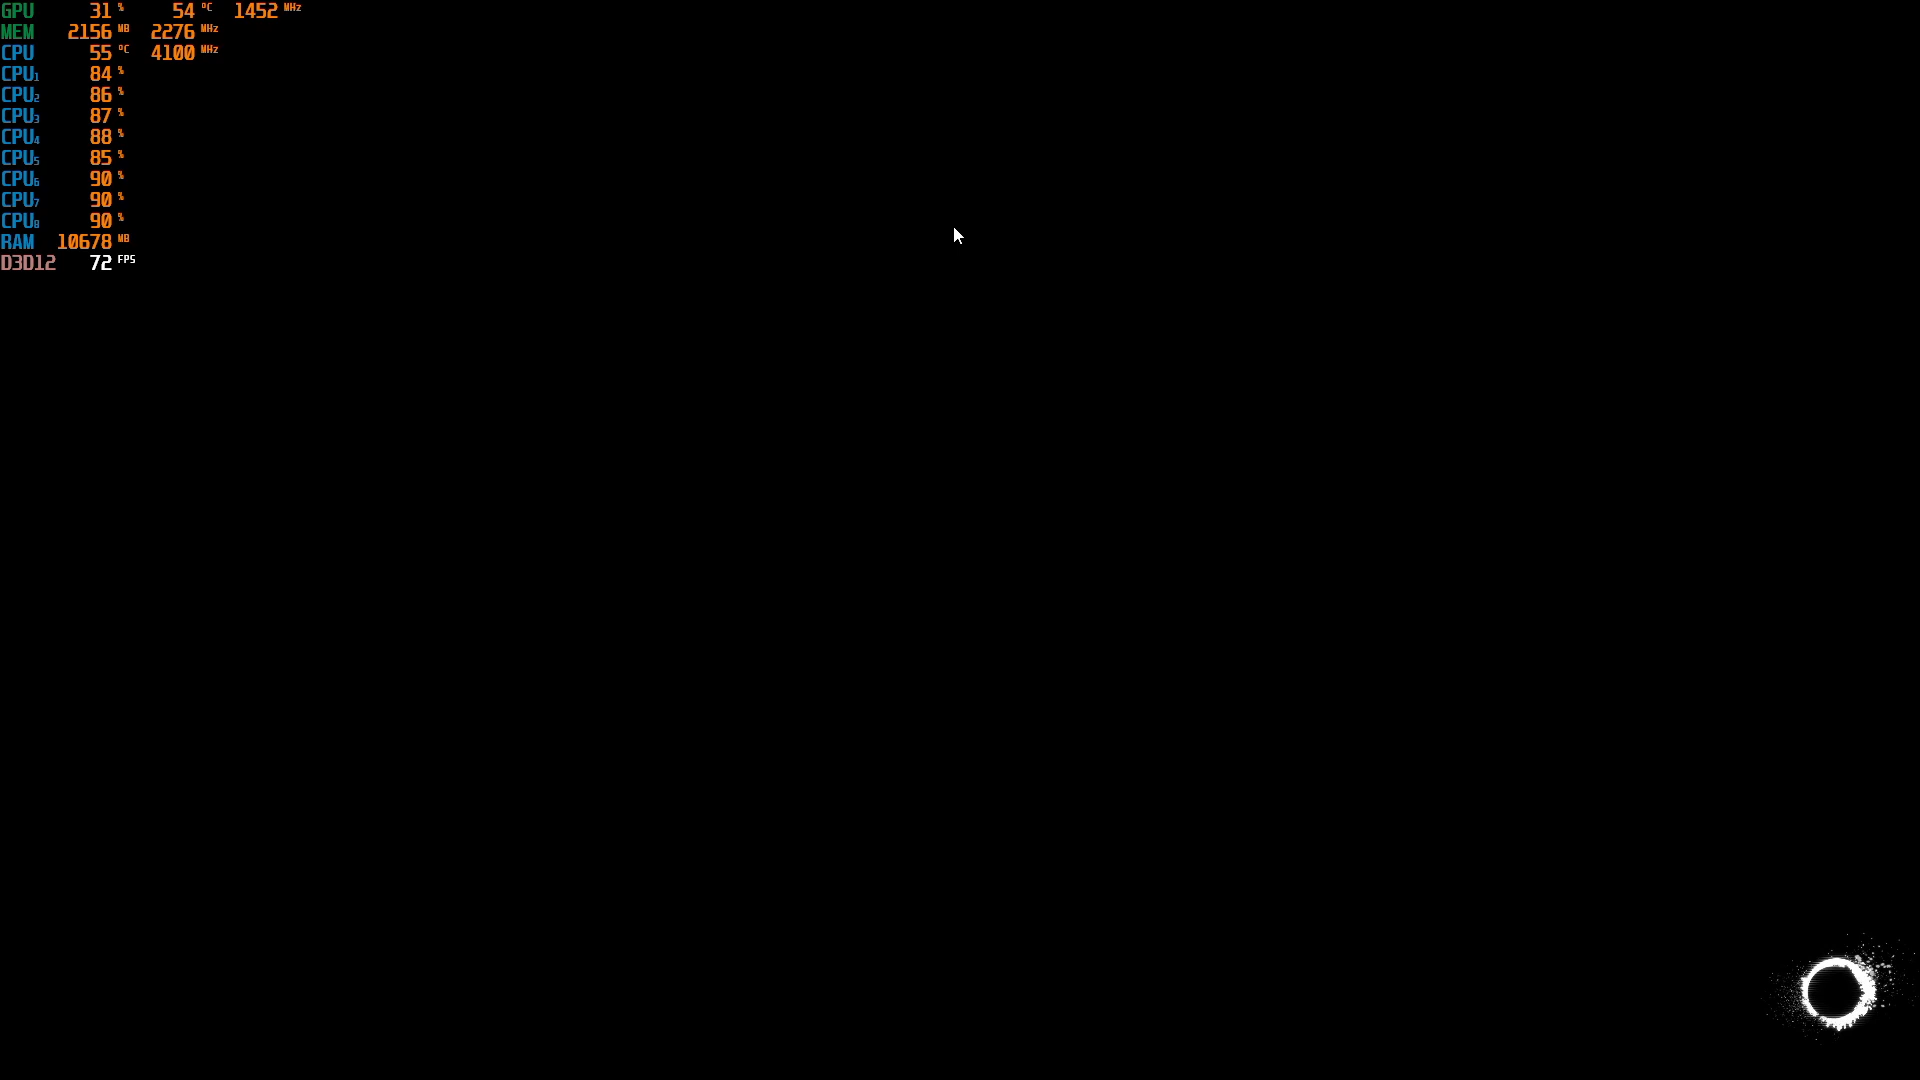 GPU 31 % 54 °C 1452 MHz
MEM 2156 MB 2276 MHz
CPU 55 °C 4100 MHz
CPU1 84 %
CPU2 86 %
CPU3 87 %
CPU4 88 %
CPU5 85 %
CPU6 90 %
CPU7 90 %
CPU8 90 %
RAM 10678 MB
D3D12 72 FPS